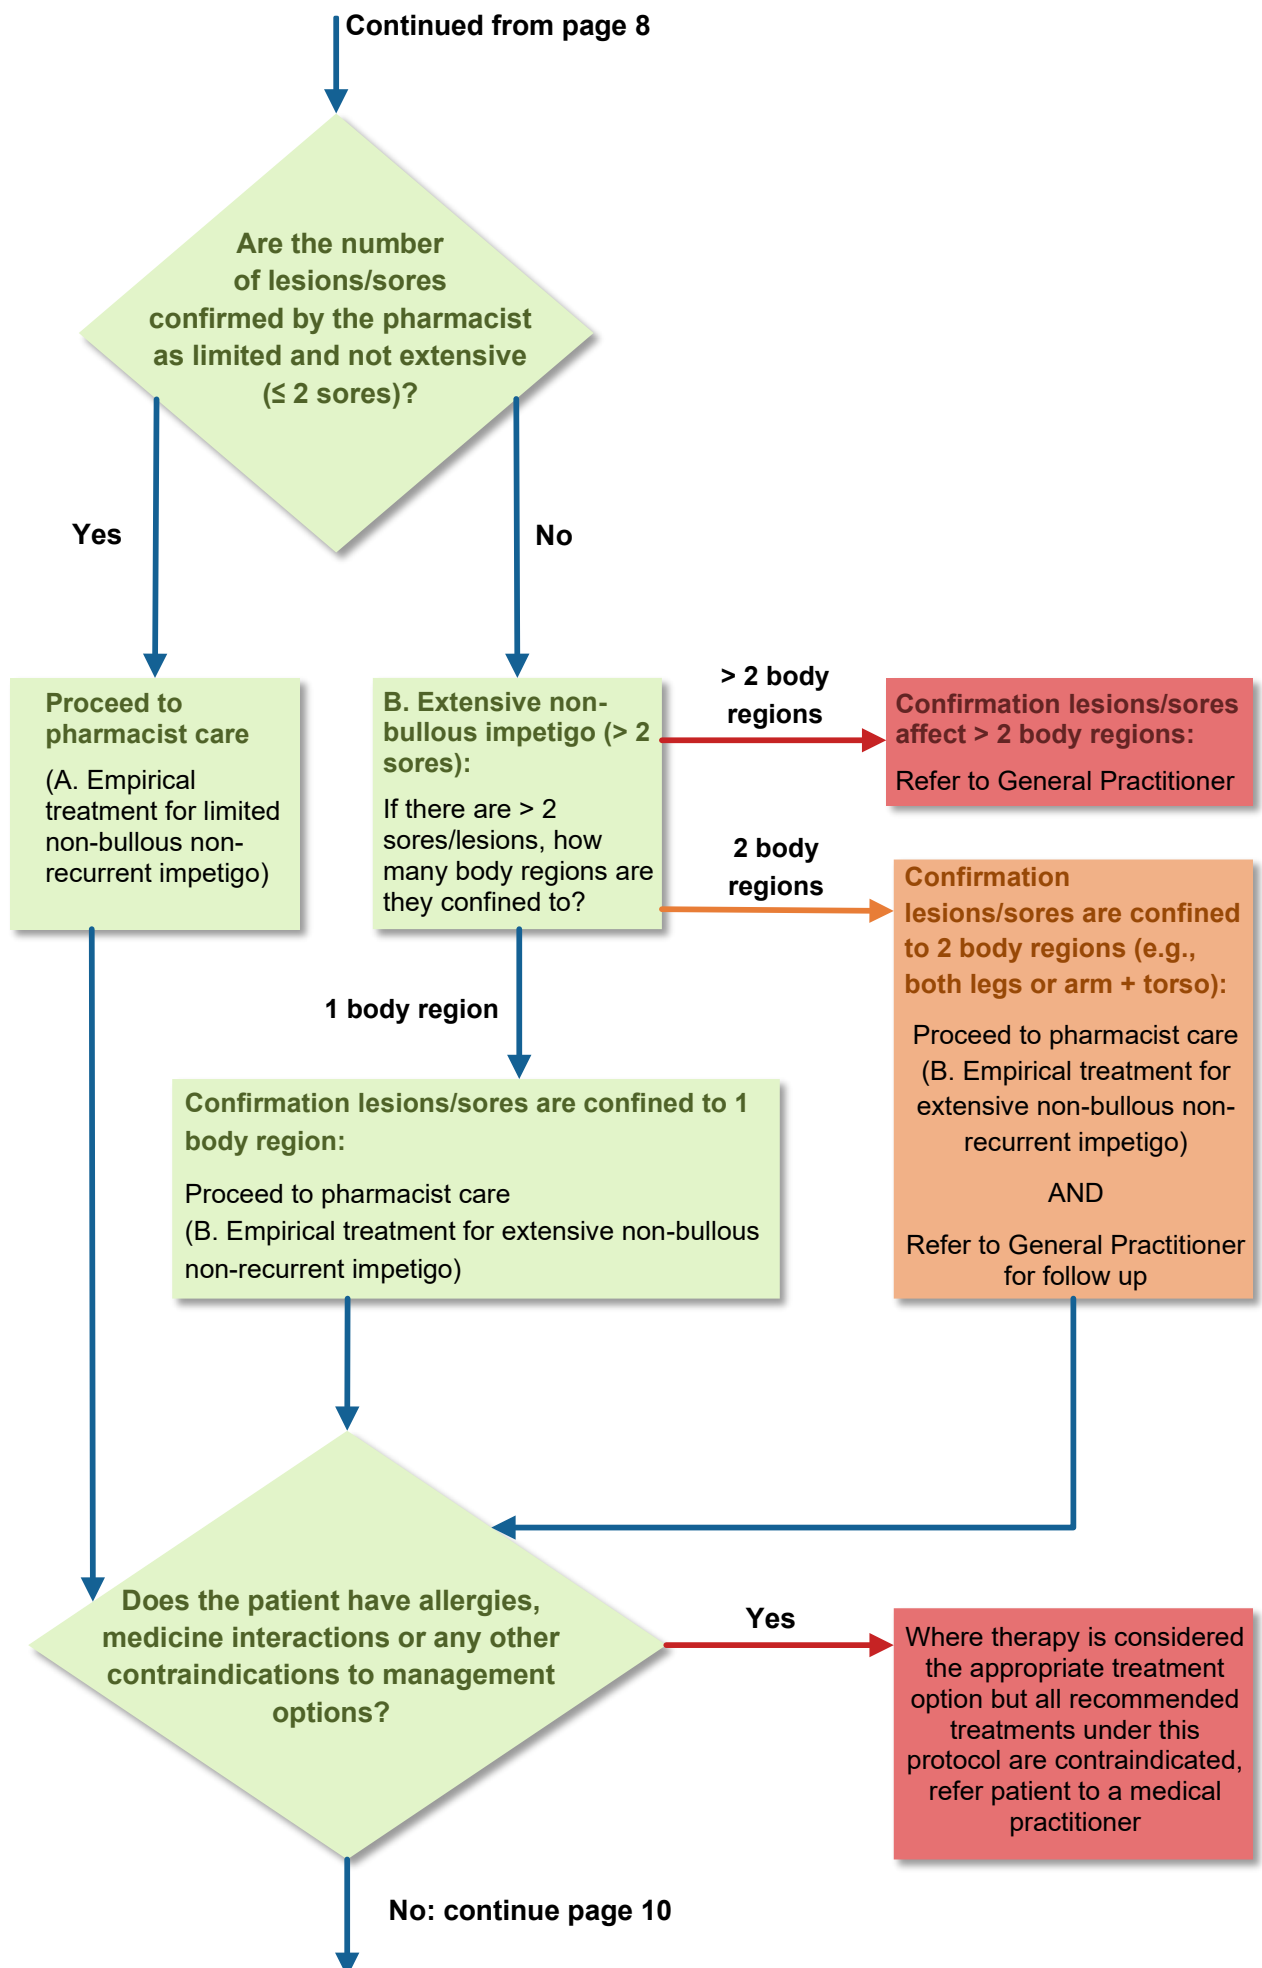 Continued from page 8
Are the number
of lesions/sores
confirmed by the pharmacist
as limited and not extensive
(≤ 2 sores)?
Yes
No
Proceed to
pharmacist care
(A. Empirical
treatment for limited
non-bullous non-
recurrent impetigo)
B. Extensive non-
bullous impetigo (> 2
sores):
If there are > 2
sores/lesions, how
many body regions are
they confined to?
> 2 body
regions
Confirmation lesions/sores
affect > 2 body regions:
Refer to General Practitioner
2 body
regions
Confirmation
lesions/sores are confined
to 2 body regions (e.g.,
both legs or arm + torso):
Proceed to pharmacist care
(B. Empirical treatment for
extensive non-bullous non-
recurrent impetigo)
AND
Refer to General Practitioner
for follow up
1 body region
Confirmation lesions/sores are confined to 1
body region:
Proceed to pharmacist care
(B. Empirical treatment for extensive non-bullous
non-recurrent impetigo)
Does the patient have allergies,
medicine interactions or any other
contraindications to management
options?
Yes
Where therapy is considered
the appropriate treatment
option but all recommended
treatments under this
protocol are contraindicated,
refer patient to a medical
practitioner
No: continue page 10